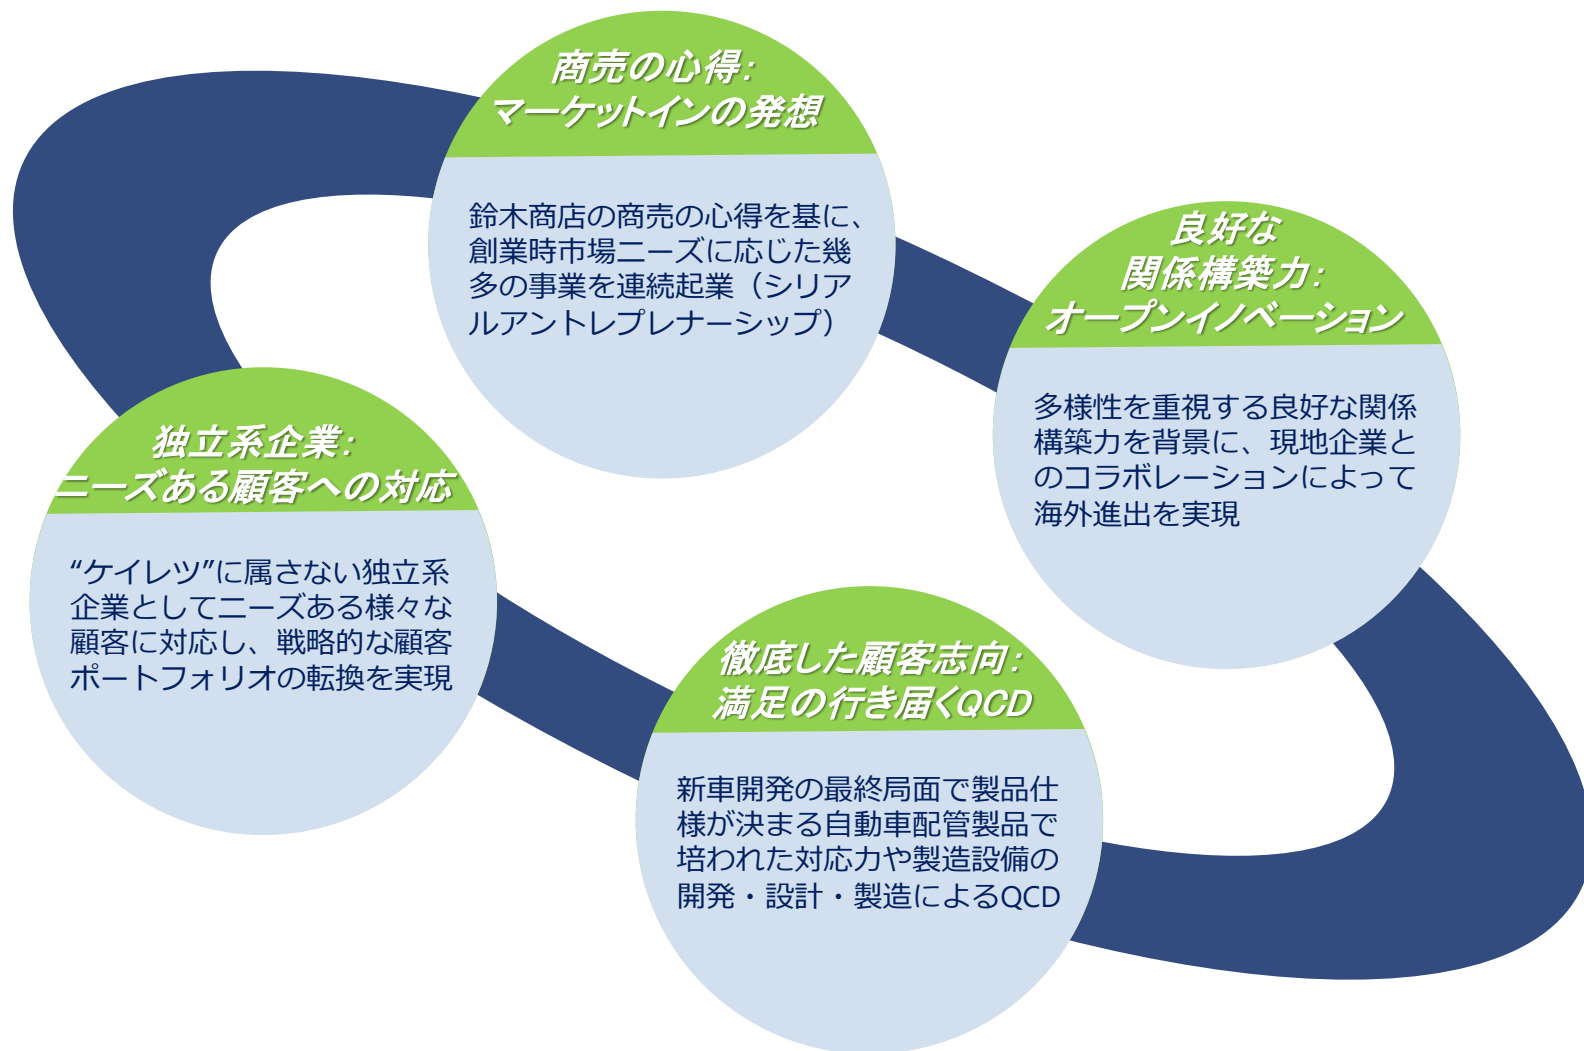 商売の心得：
マーケットインの発想
鈴木商店の商売の心得を基に、
創業時市場ニーズに応じた幾
多の事業を連続起業（シリア
ルアントレプレナーシップ）
良好な
関係構築力：
オープンイノベーション
多様性を重視する良好な関係
構築力を背景に、現地企業と
のコラボレーションによって
海外進出を実現
独立系企業：
ニーズある顧客への対応
“ケイレツ”に属さない独立系
企業としてニーズある様々な
顧客に対応し、戦略的な顧客
ポートフォリオの転換を実現
徹底した顧客志向：
満足の行き届くQCD
新車開発の最終局面で製品仕
様が決まる自動車配管製品で
培われた対応力や製造設備の
開発・設計・製造によるQCD